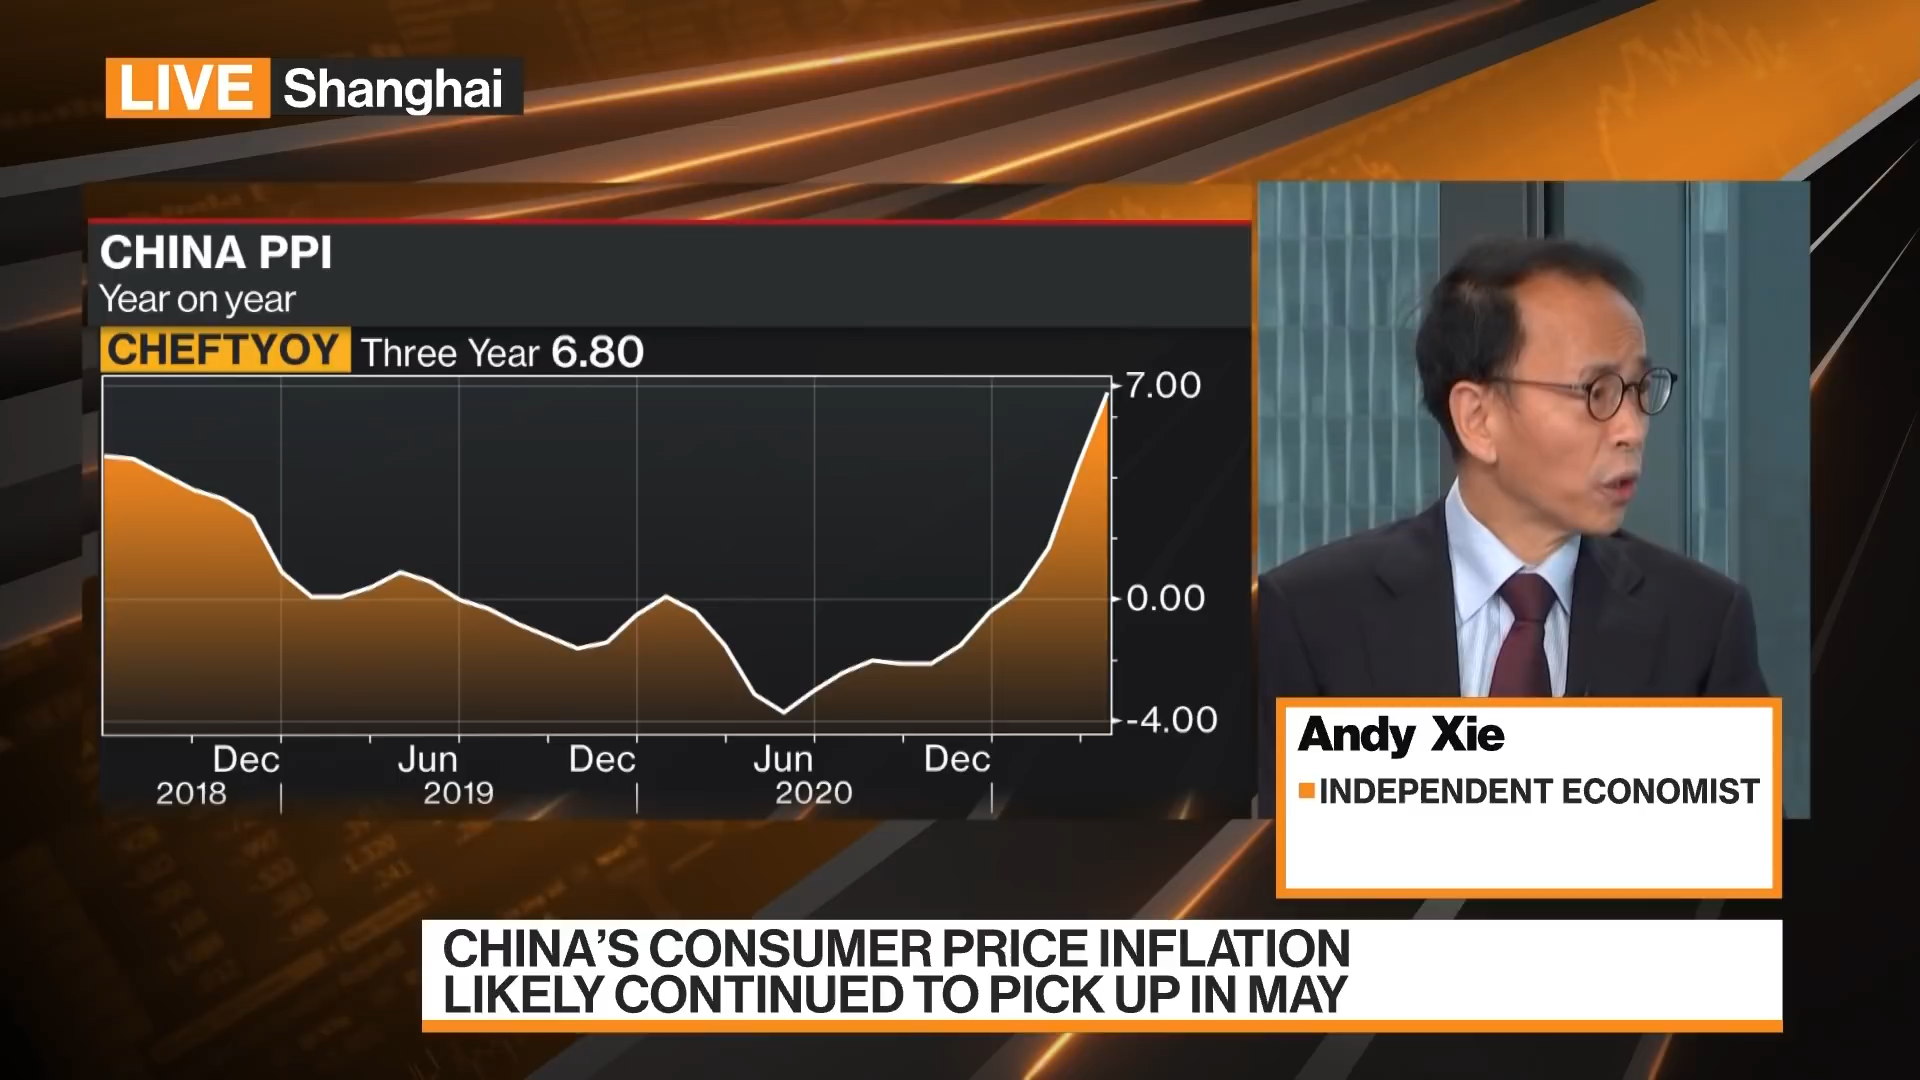 LIVE Shanghai
CHINA PPI
Year on year
CHEFTYOY Three Year 6.80
7.00
0.00
-4.00
Dec Jun Dec Jun Dec
2018 2019 2020
Andy Xie
INDEPENDENT ECONOMIST
CHINA'S CONSUMER PRICE INFLATION
LIKELY CONTINUED TO PICK UP IN MAY